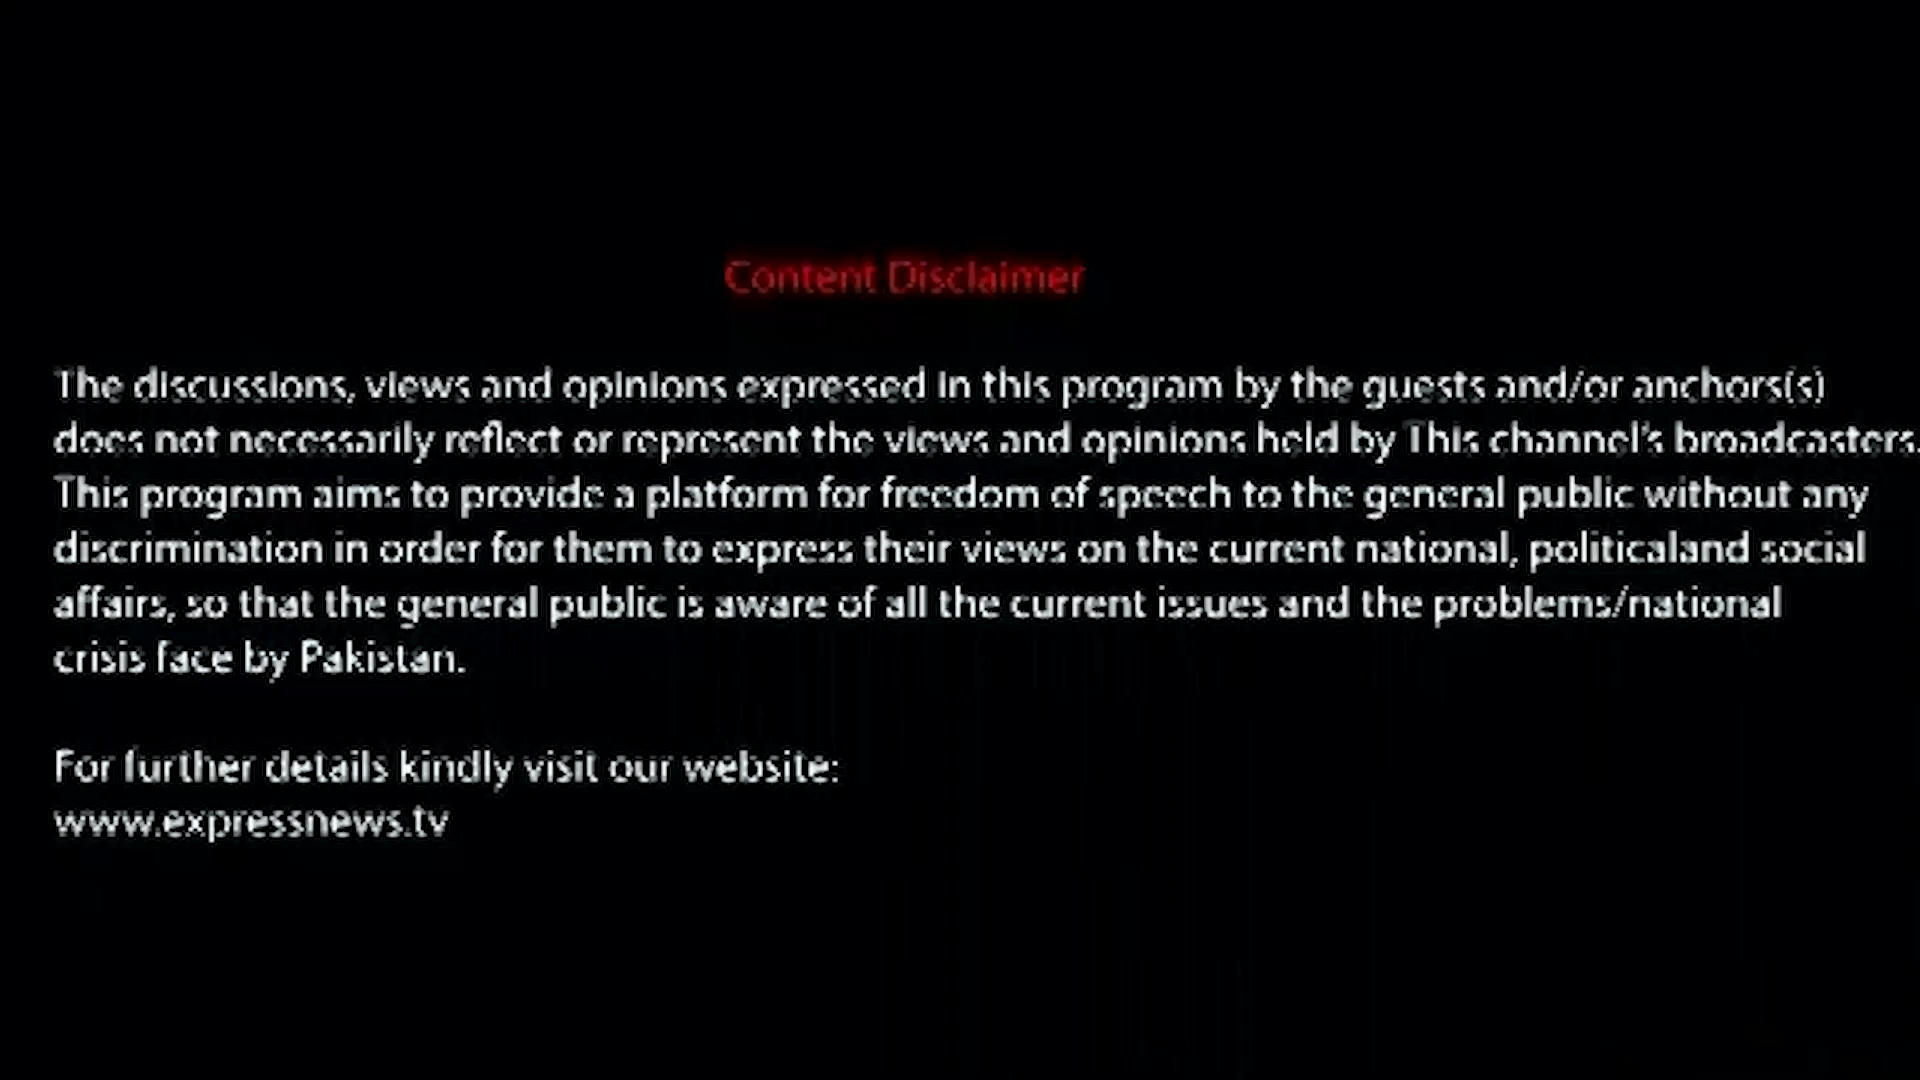 Content Disclaimer
The discussions, views and opinions expressed in this program by the guests and/or anchors(s)
does not necessarily reflect or represent the views and opinions held by This channel's broadcasters.
This program aims to provide a platform for freedom of speech to the general public without any
discrimination in order for them to express their views on the current national, politicaland social
affairs, so that the general public is aware of all the current issues and the problems/national
crisis face by Pakistan.
For further details kindly visit our website:
www.expressnews.tv